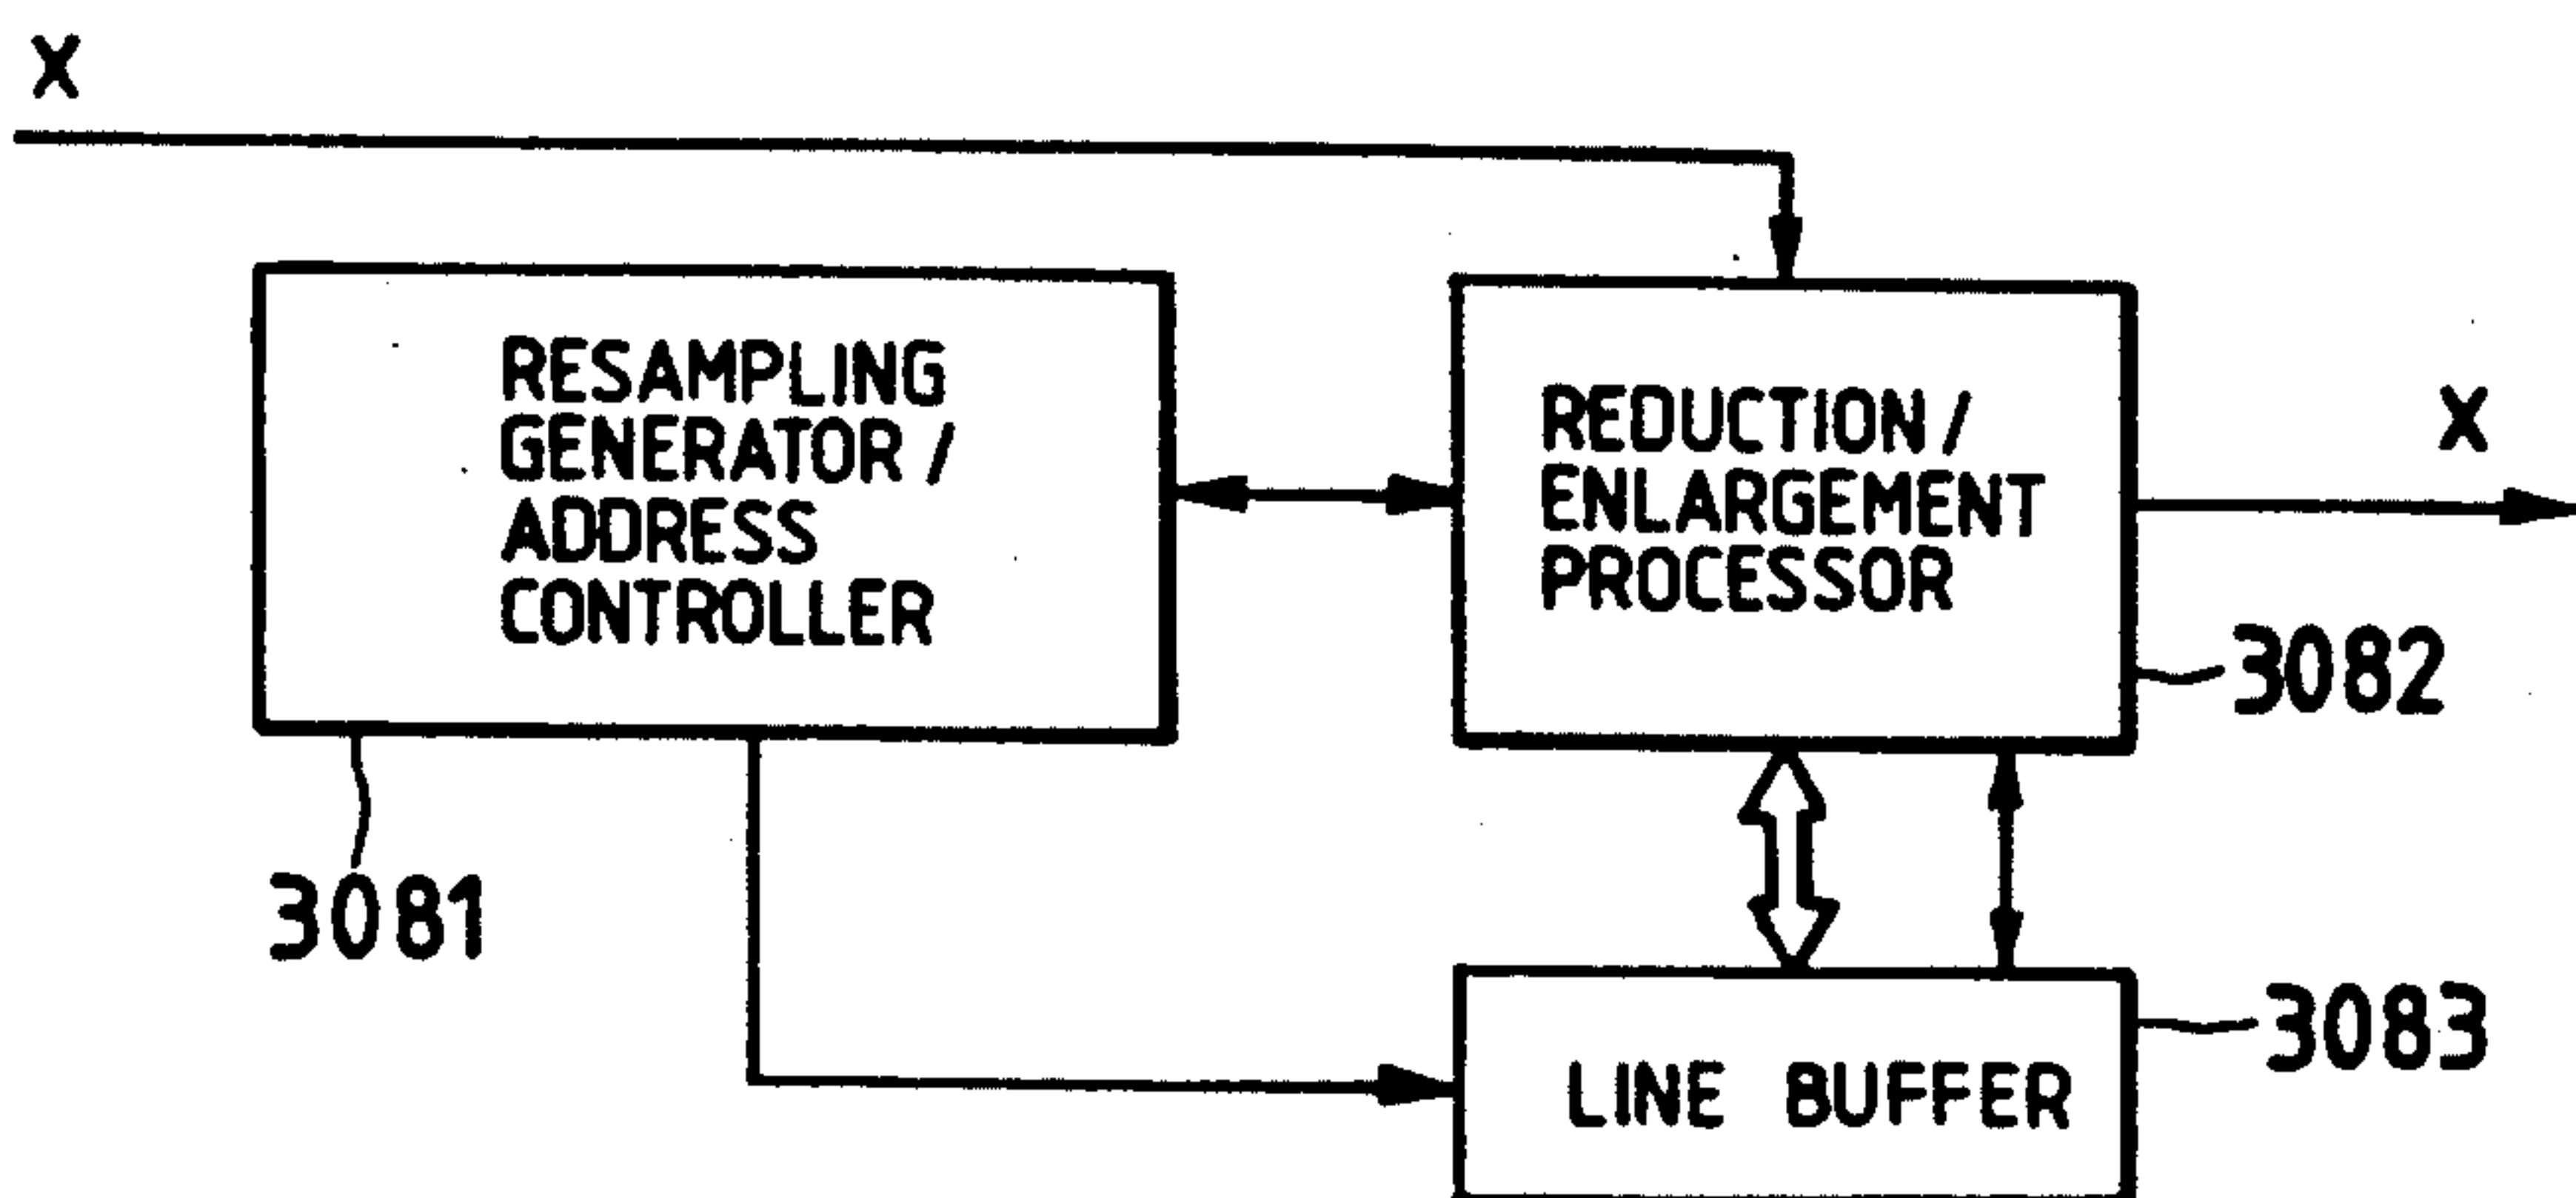 X
RESAMPLING
GENERATOR /
ADDRESS
CONTROLLER
REDUCTION /
ENLARGEMENT
PROCESSOR
X
3082
3081
3083
LINE BUFFER